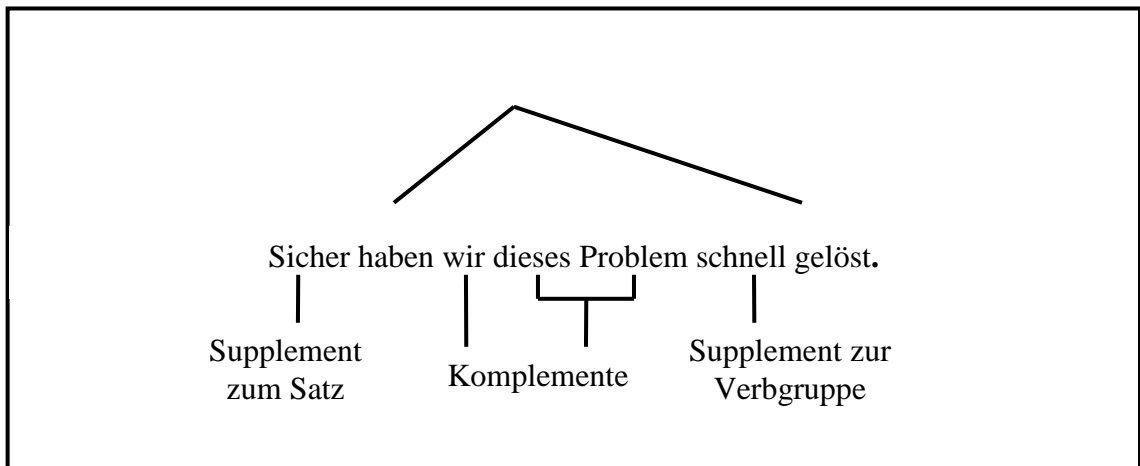 Sicher haben wir dieses Problem schnell gelöst.
Supplement
zum Satz
Komplemente
Supplement zur
Verbgruppe